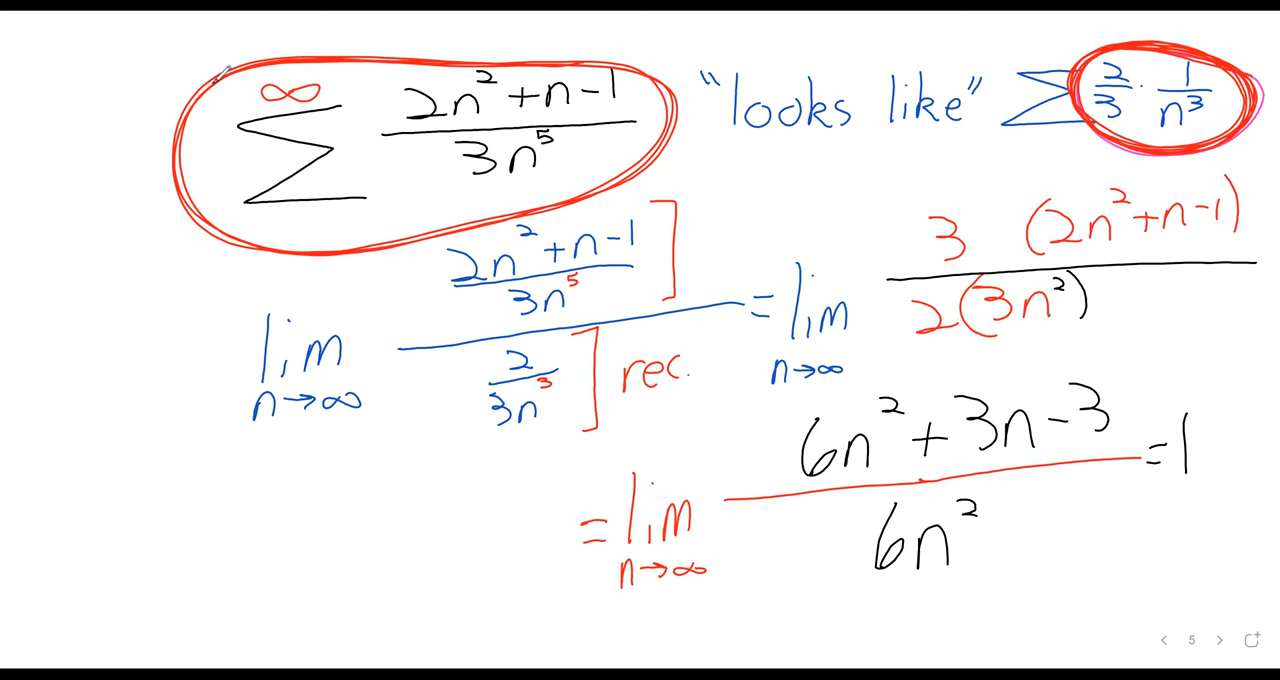 ∞
∑ (2n² + n − 1)/(3n⁵) "looks like" ∑ 2/3 · 1/n³
lim n→∞ [(2n² + n − 1)/(3n⁵)] / [2/(3n³)] ] rec. = lim n→∞ 3 (2n² + n − 1) / 2(3n²)
= lim n→∞ (6n² + 3n − 3)/(6n²) = 1
< 5 >